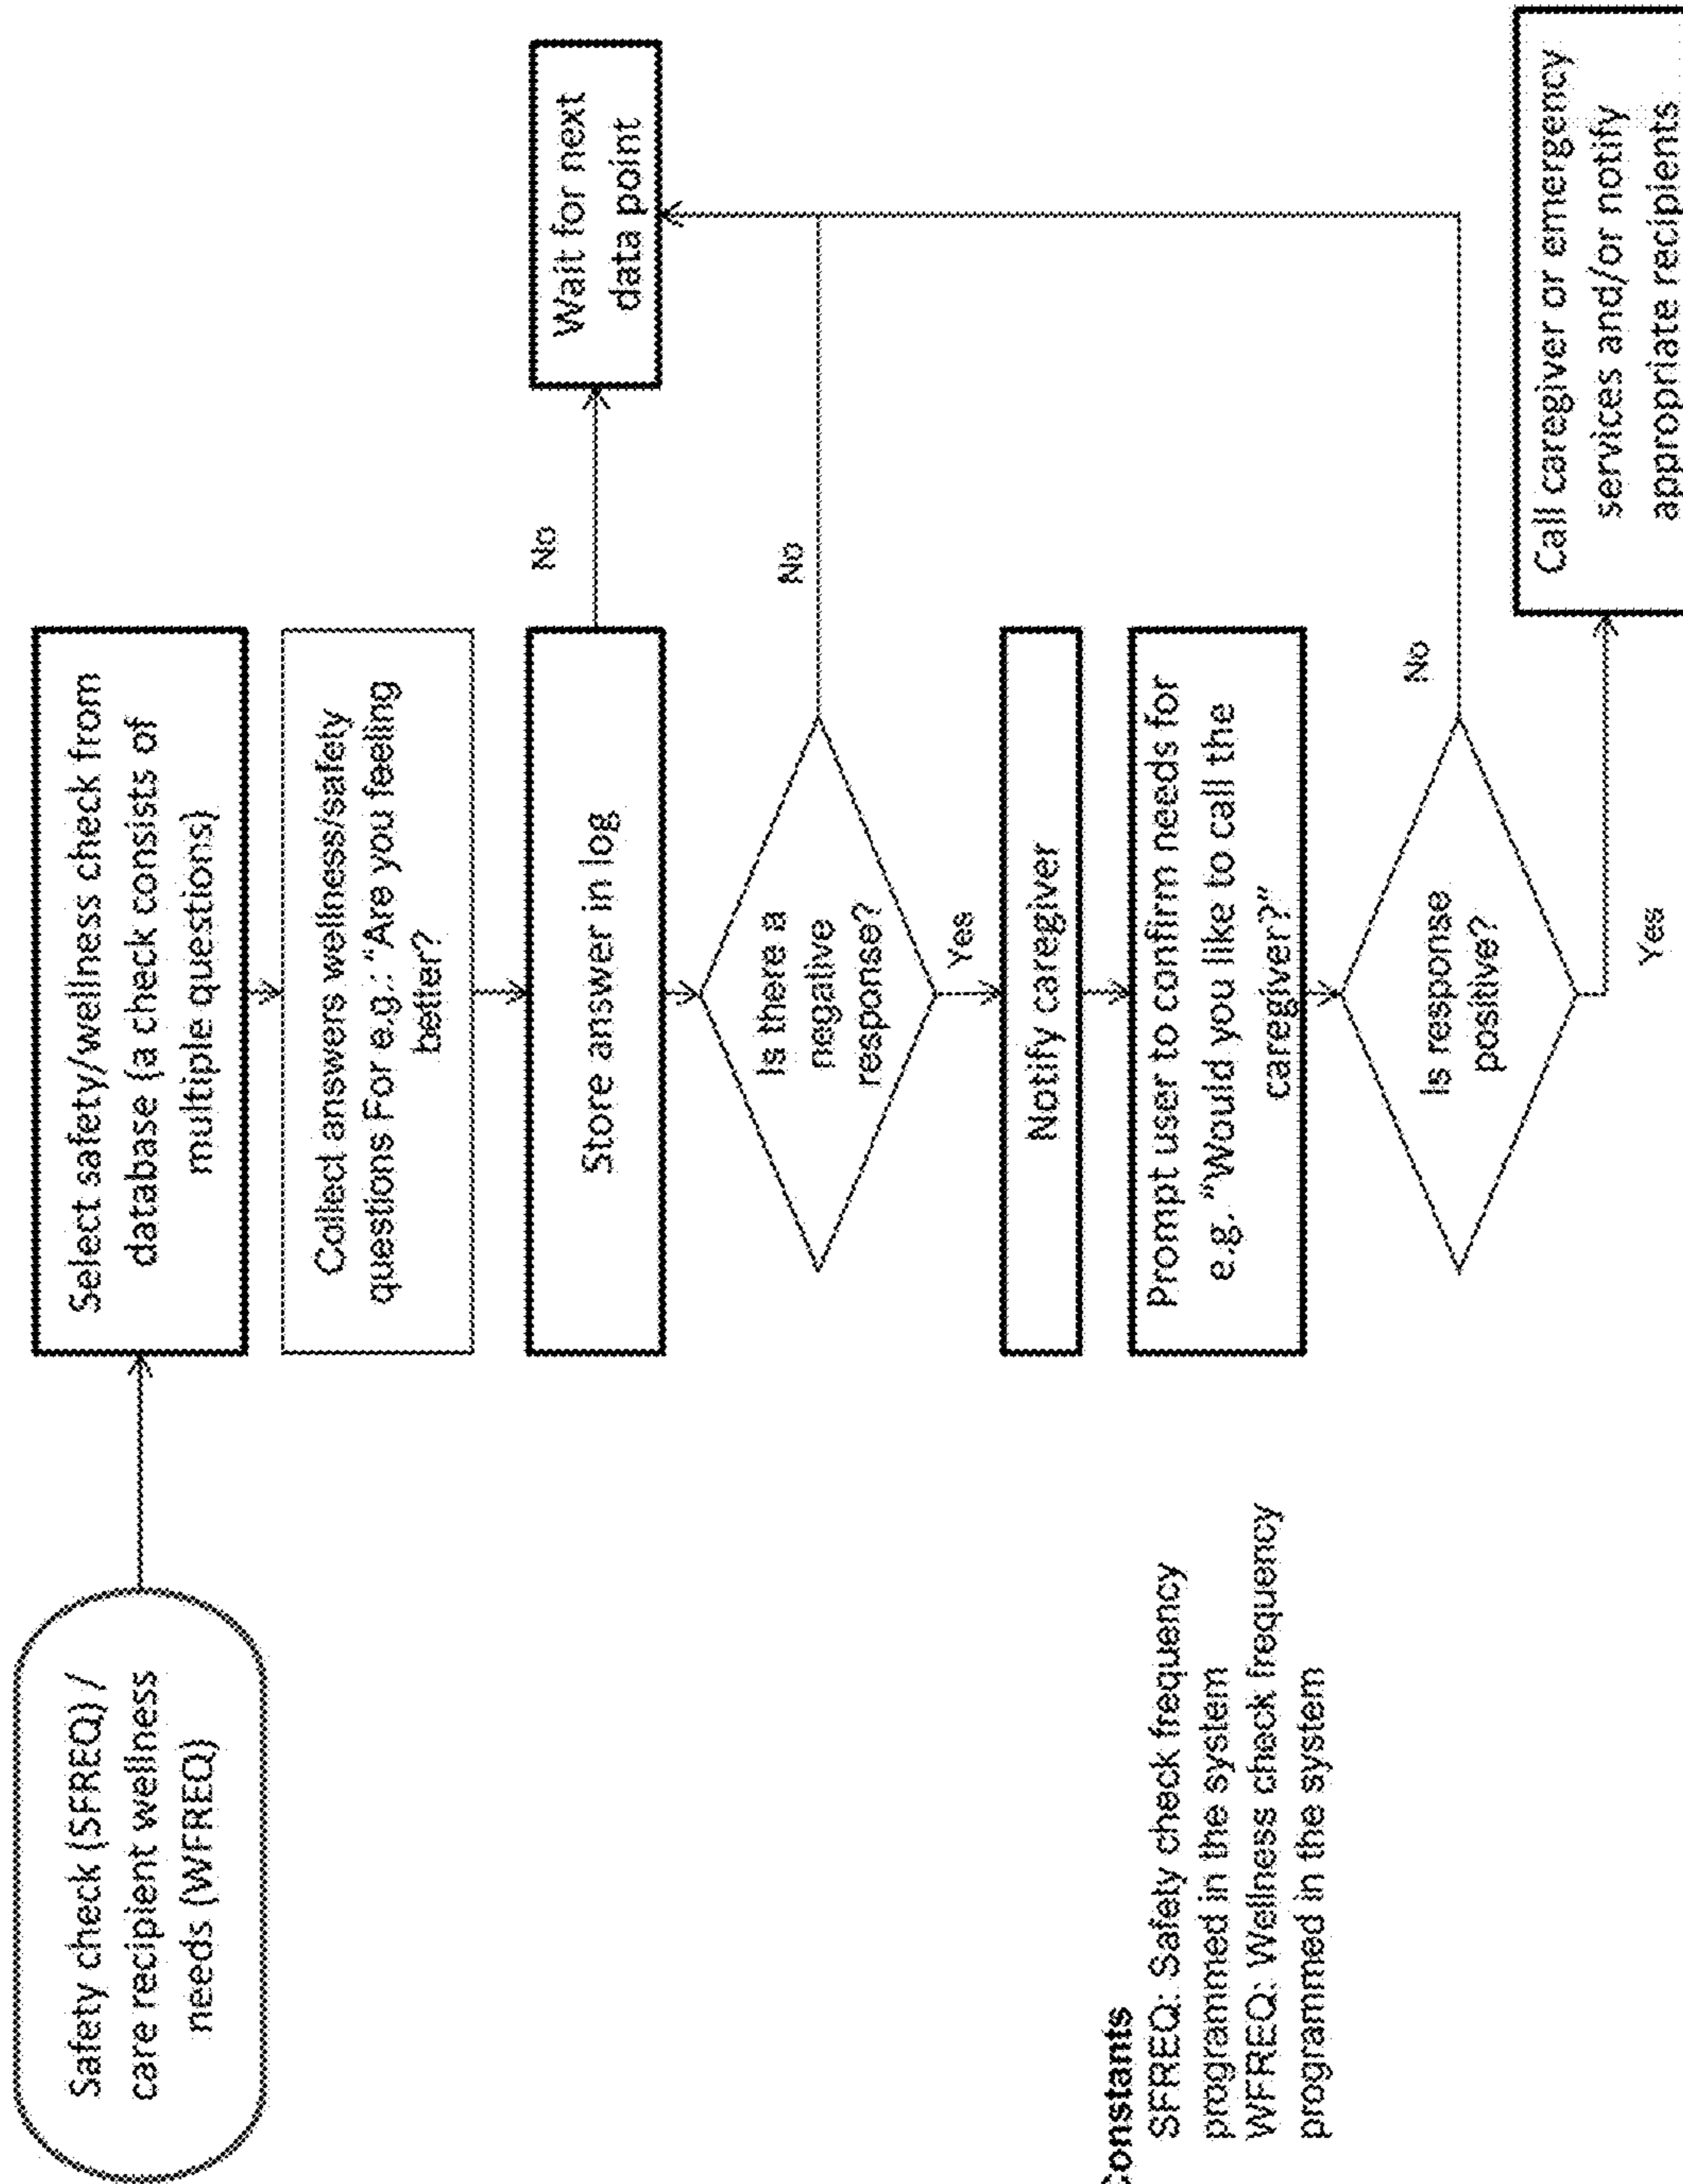 Safety check (SFREQ) /
care recipient wellness
needs (WFREQ)
Select safety/wellness check from
database (a check consists of
multiple questions)
Collect answers wellness/safety
questions For e.g.: "Are you feeling
better?
Store answer in log
No
Wait for next
data point
Is there a
negative
response?
No
Yes
Notify caregiver
Prompt user to confirm needs for
e.g. "Would you like to call the
caregiver?"
Is response
positive?
No
Yes
Call caregiver or emergency
services and/or notify
appropriate recipients
Constants
SFREQ: Safety check frequency
programmed in the system
WFREQ: Wellness check frequency
programmed in the system